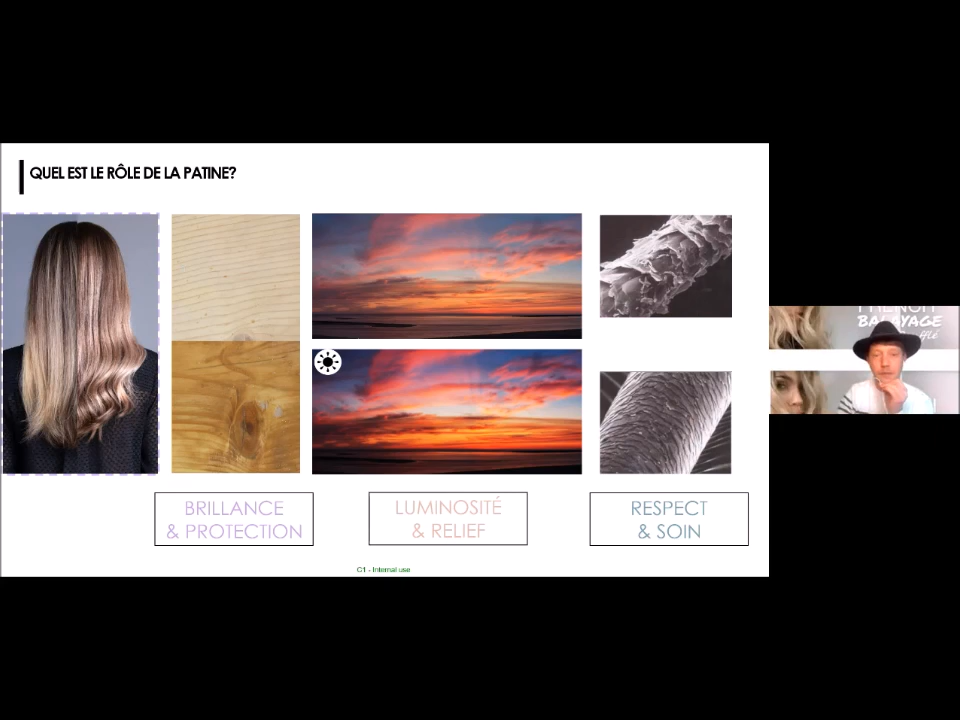 QUEL EST LE RÔLE DE LA PATINE?
BRILLANCE
& PROTECTION
LUMINOSITÉ
& RELIEF
RESPECT
& SOIN
C1 - Internal use
BALAYAGE